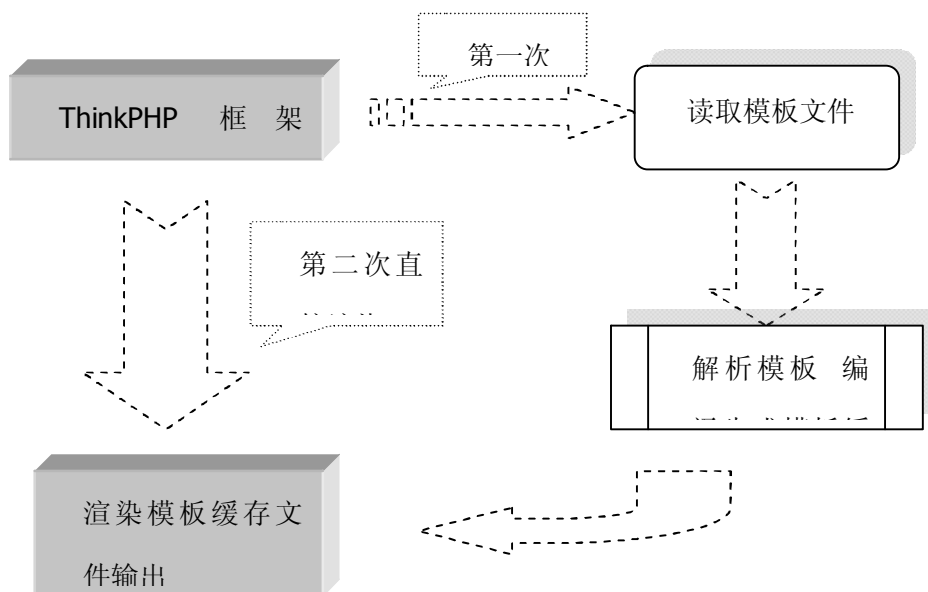 第一次
ThinkPHP 框 架
读取模板文件
第二次直
解析模板 编
渲染模板缓存文
件输出